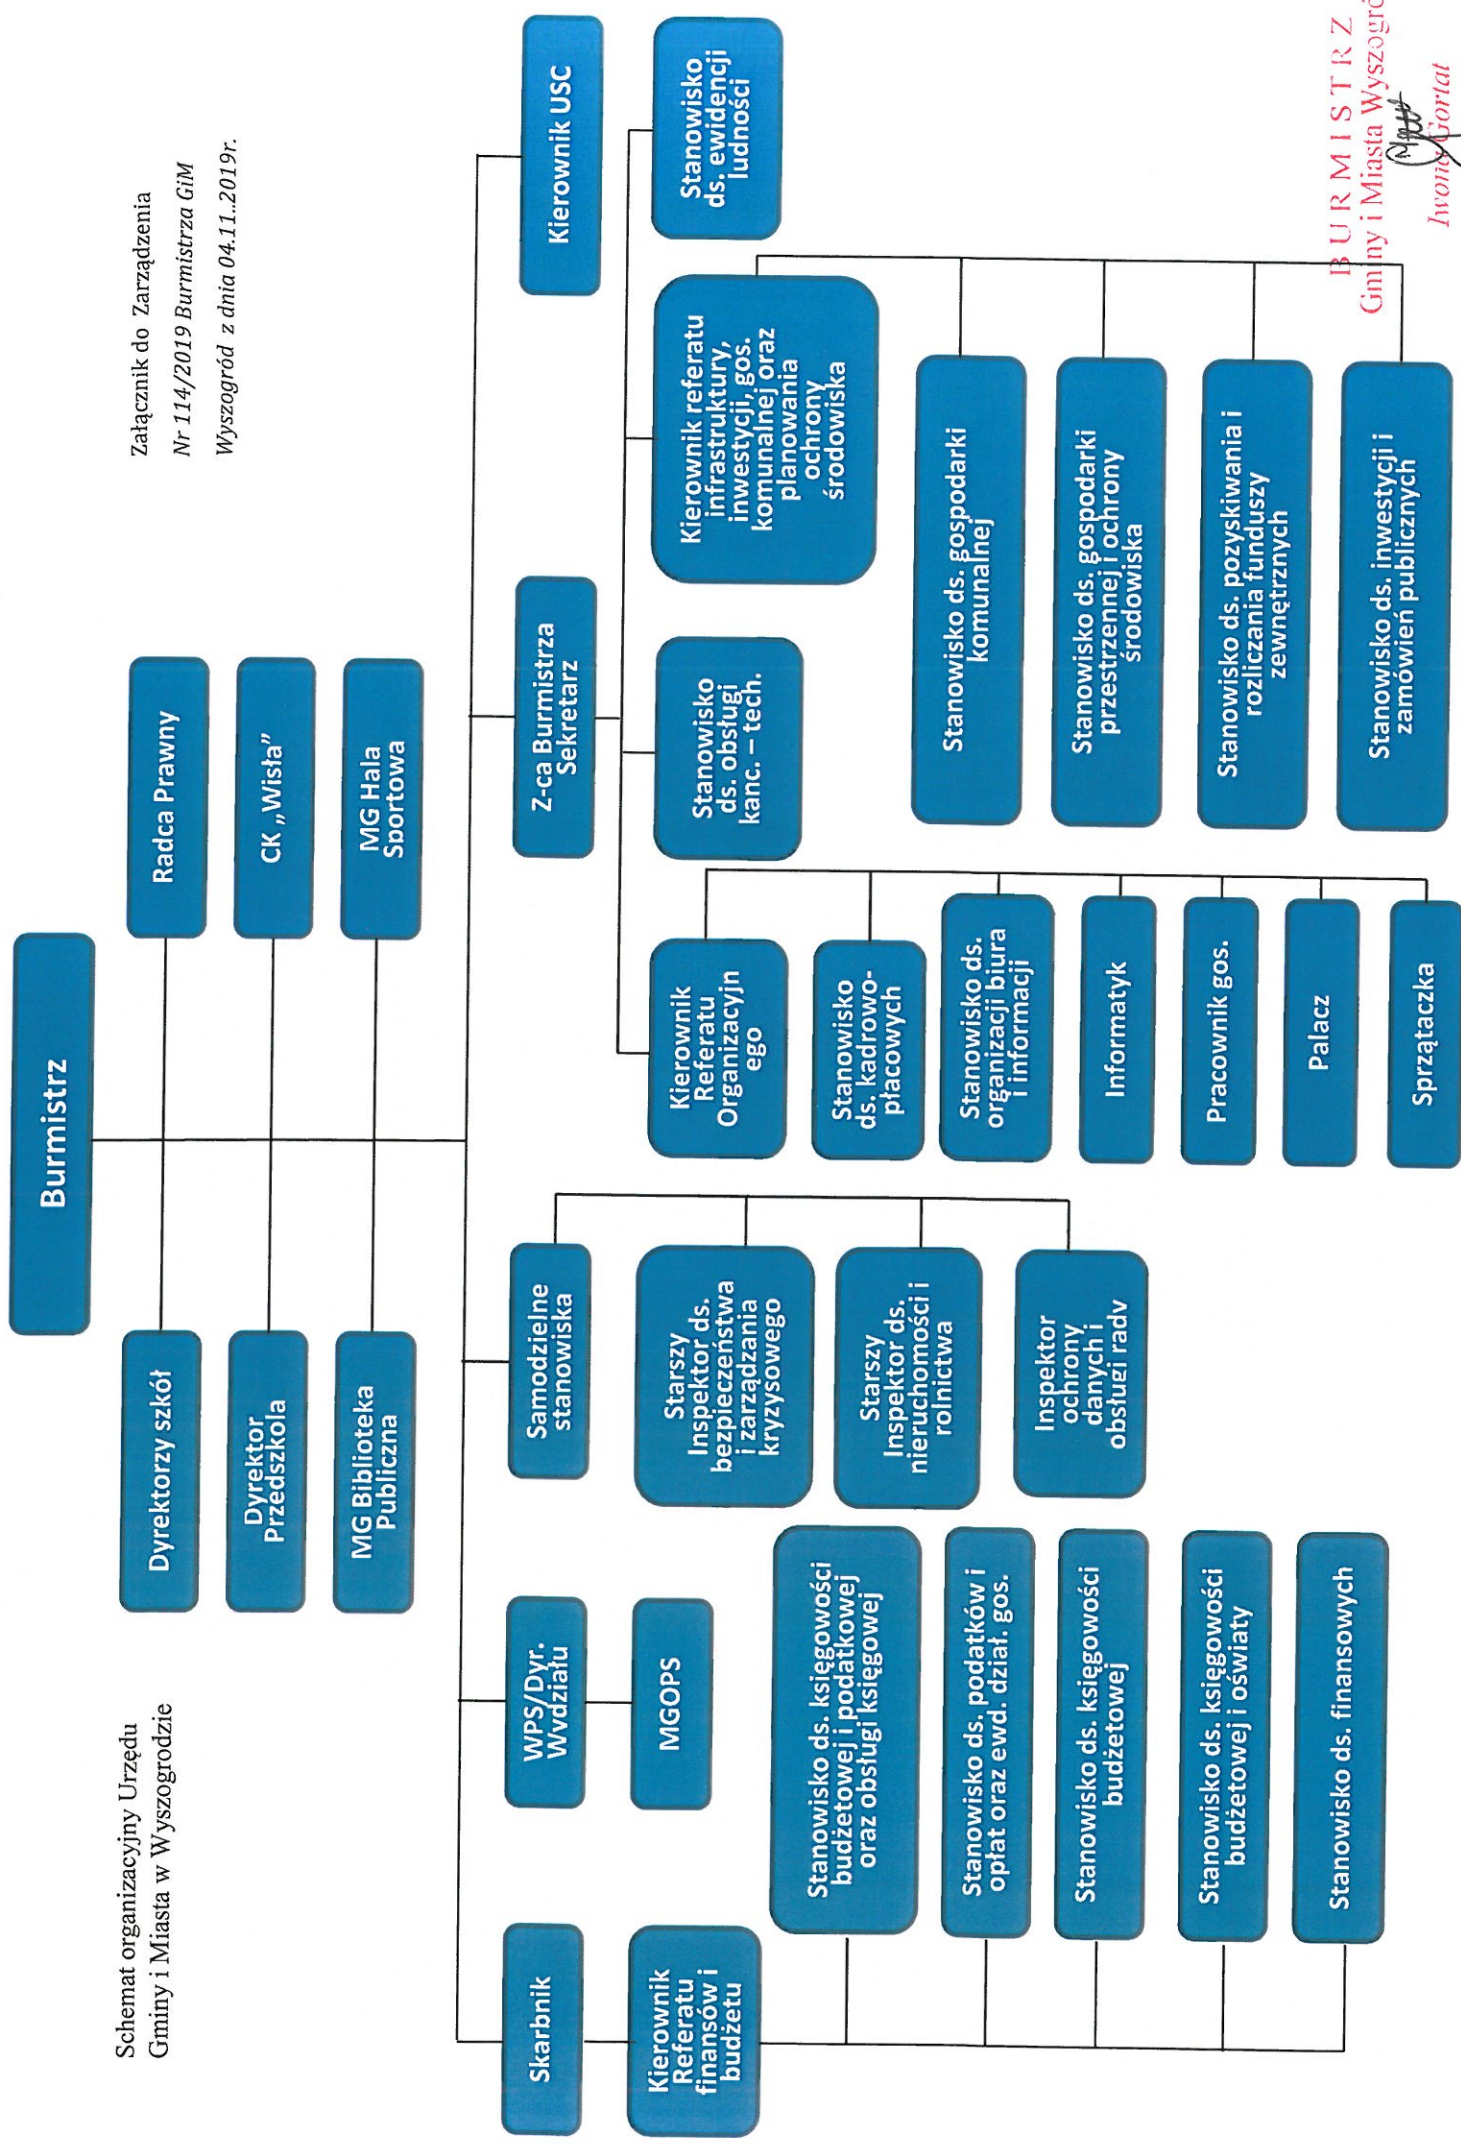 Schemat organizacyjny Urzędu
Gminy i Miasta w Wyszogrodzie
Załącznik do Zarządzenia
Nr 114/2019 Burmistrza GiM
Wyszogród z dnia 04.11..2019r.
Burmistrz
Dyrektorzy szkół
Radca Prawny
Dyrektor
Przedszkola
CK „Wisła”
MG Biblioteka
Publiczna
MG Hala
Sportowa
Skarbnik
WPS/Dyr.
Wydziału
Samodzielne
stanowiska
Z-ca Burmistrza
Sekretarz
Kierownik USC
Kierownik
Referatu
finansów i
budżetu
Stanowisko ds. księgowości
budżetowej i podatkowej
oraz obsługi księgowej
Stanowisko ds. podatków i
opłat oraz ewd. dział. gos.
Stanowisko ds. księgowości
budżetowej
Stanowisko ds. księgowości
budżetowej i oświaty
Stanowisko ds. finansowych
MGOPS
Starszy
Inspektor ds.
bezpieczeństwa
i zarządzania
kryzysowego
Starszy
Inspektor ds.
nieruchomości i
rolnictwa
Inspektor
ochrony
danych i
obsługi rady
Kierownik
Referatu
Organizacyjn
ego
Stanowisko
ds. kadrowo-
płacowych
Stanowisko ds.
organizacji biura
i informacji
Informatyk
Pracownik gos.
Palacz
Sprzątaczka
Stanowisko
ds. obsługi
kanc. – tech.
Kierownik referatu
infrastruktury,
inwestycji, gos.
komunalnej oraz
planowania
ochrony
środowiska
Stanowisko ds. gospodarki
komunalnej
Stanowisko ds. gospodarki
przestrzennej i ochrony
środowiska
Stanowisko ds. pozyskiwania i
rozliczania funduszy
zewnętrznych
Stanowisko ds. inwestycji i
zamówień publicznych
Stanowisko
ds. ewidencji
ludności
BURMISTRZ
Gminy i Miasta Wyszogró
Iwona Gortat